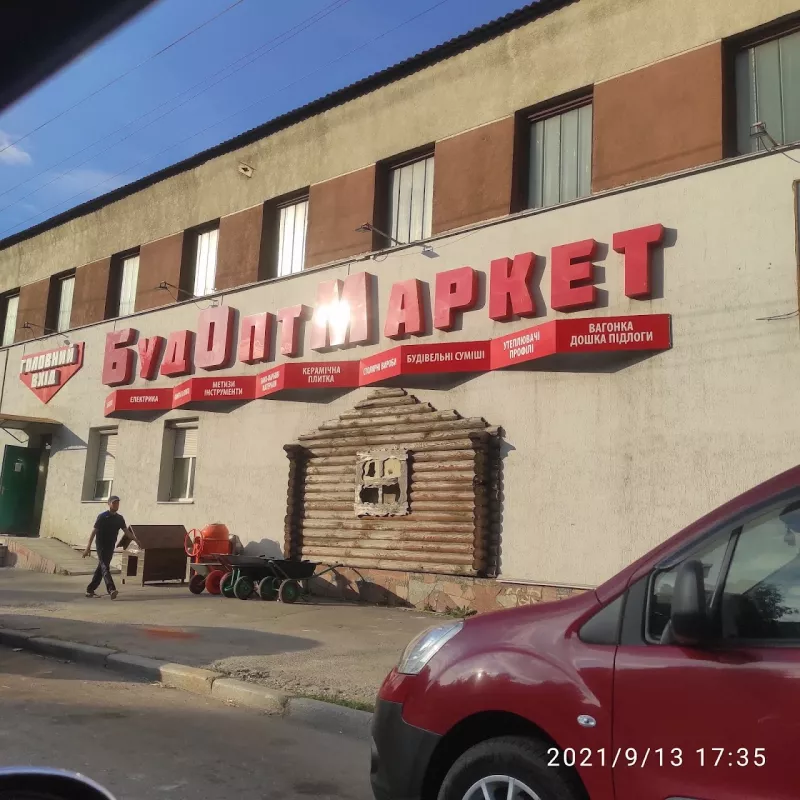 ГОЛОВНИЙ
ВХІД
БудОптМаркет
ЕЛЕКТРИКА
МЕТИЗИ
ІНСТРУМЕНТИ
КЕРАМІЧНА
ПЛИТКА
СТОЛЯРНІ ВИРОБИ
БУДІВЕЛЬНІ СУМІШІ
УТЕПЛЮВАЧІ
ПРОФІЛІ
ВАГОНКА
ДОШКА ПІДЛОГИ
2021/9/13 17:35